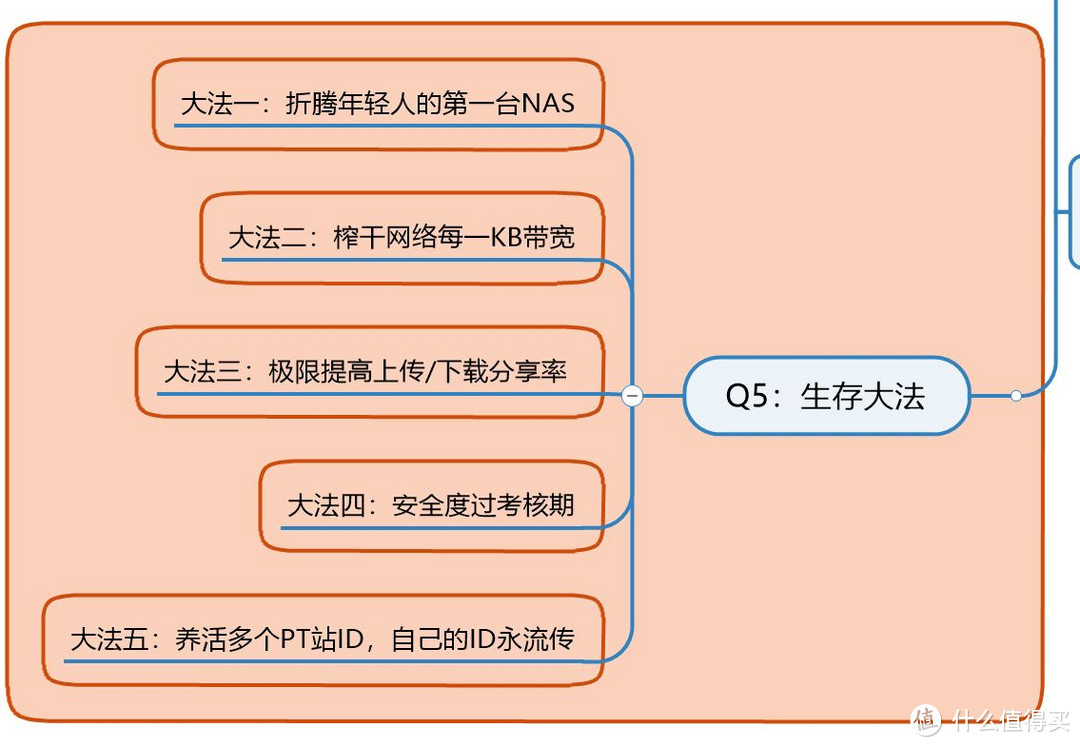 大法一：折腾年轻人的第一台NAS
大法二：榨干网络每一KB带宽
大法三：极限提高上传/下载分享率
Q5：生存大法
大法四：安全度过考核期
大法五：养活多个PT站ID，自己的ID永流传
值 什么值得买